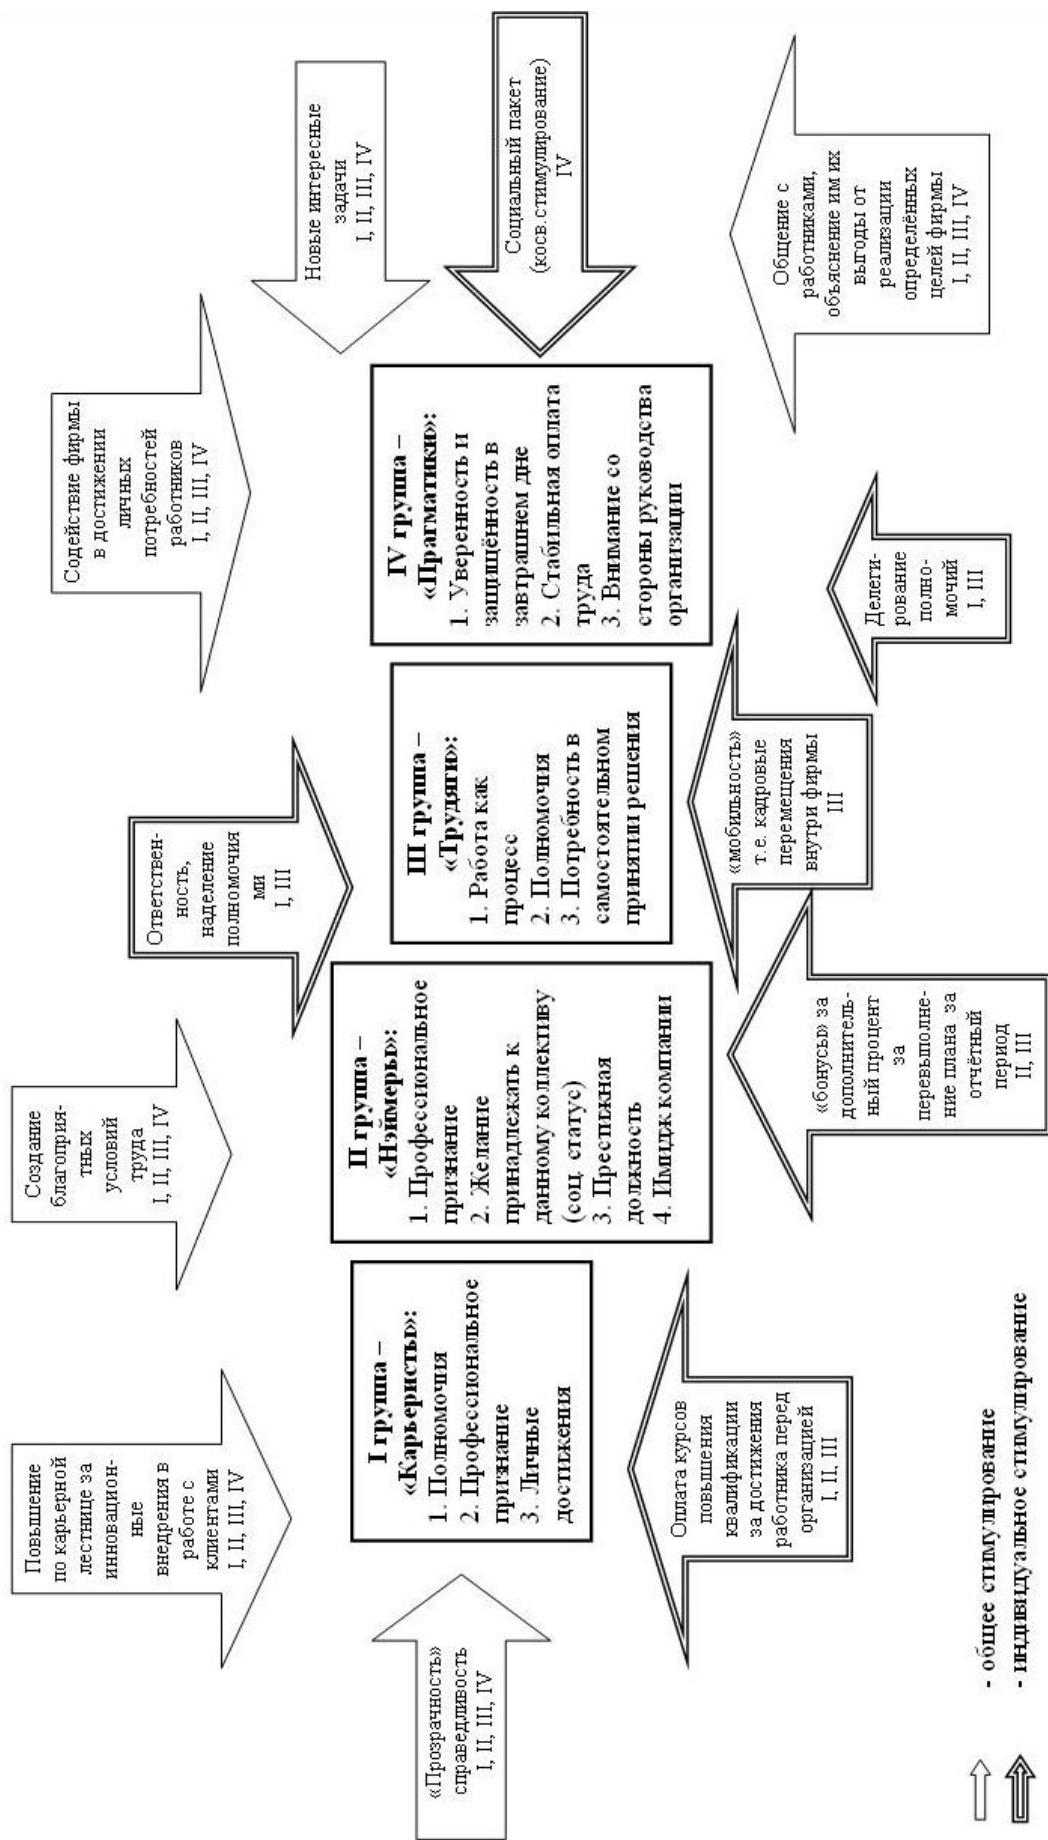 Повышение
по карьерной
лестнице за
инновацион-
ные
внедрения в
работе с
клиентами
I, II, III, IV
Создание
благоприя-
тных
условий
труда
I, II, III, IV
Ответствен-
ность,
наделение
полномочия
ми
I, III
Содействие фирмы
в достижении
личных
потребностей
работников
I, II, III, IV
Новые интересные
задачи
I, II, III, IV
«Прозрачность»
справедливость
I, II, III, IV
I группа –
«Карьеристы»:
1. Полномочия
2. Профессиональное
признание
3. Личные
достижения
II группа –
«Нэймеры»:
1. Профессиональное
признание
2. Желание
принадлежать к
данному коллективу
(соц. статус)
3. Престижная
должность
4. Имидж компании
III группа –
«Трудяги»:
1. Работа как
процесс
2. Полномочия
3. Потребность в
самостоятельном
принятии решения
IV группа –
«Прагматики»:
1. Уверенность и
защищённость в
завтрашнем дне
2. Стабильная оплата
труда
3. Внимание со
стороны руководства
организации
Социальный пакет
(косв.стимулирование)
IV
Оплата курсов
повышения
квалификации
за достижения
работника перед
организацией
I, II, III
«бонусы» за
дополнитель-
ный процент
за
перевыполне-
ние плана за
отчётный
период
II, III
«мобильность»
т.е. кадровые
перемещения
внутри фирмы
III
Делеги-
рование
полно-
мочий
I, III
Общение с
работниками,
объяснение им их
выгоды от
реализации
определённых
целей фирмы
I, II, III, IV
- общее стимулирование
- индивидуальное стимулирование